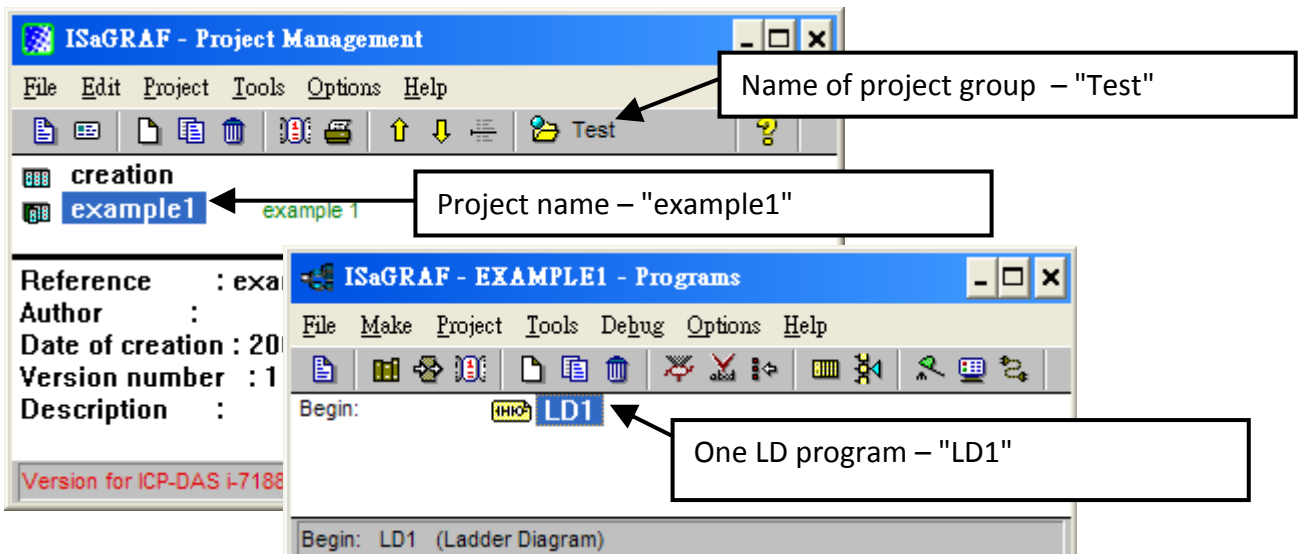 ISaGRAF - Project Management
File Edit Project Tools Options Help
Test
Name of project group – "Test"
creation
example1 example 1
Project name – "example1"
Reference : exa
Author :
Date of creation : 20
Version number : 1
Description :
Version for ICP-DAS i-7188
ISaGRAF - EXAMPLE1 - Programs
File Make Project Tools Debug Options Help
Begin: LD1
One LD program – "LD1"
Begin: LD1 (Ladder Diagram)